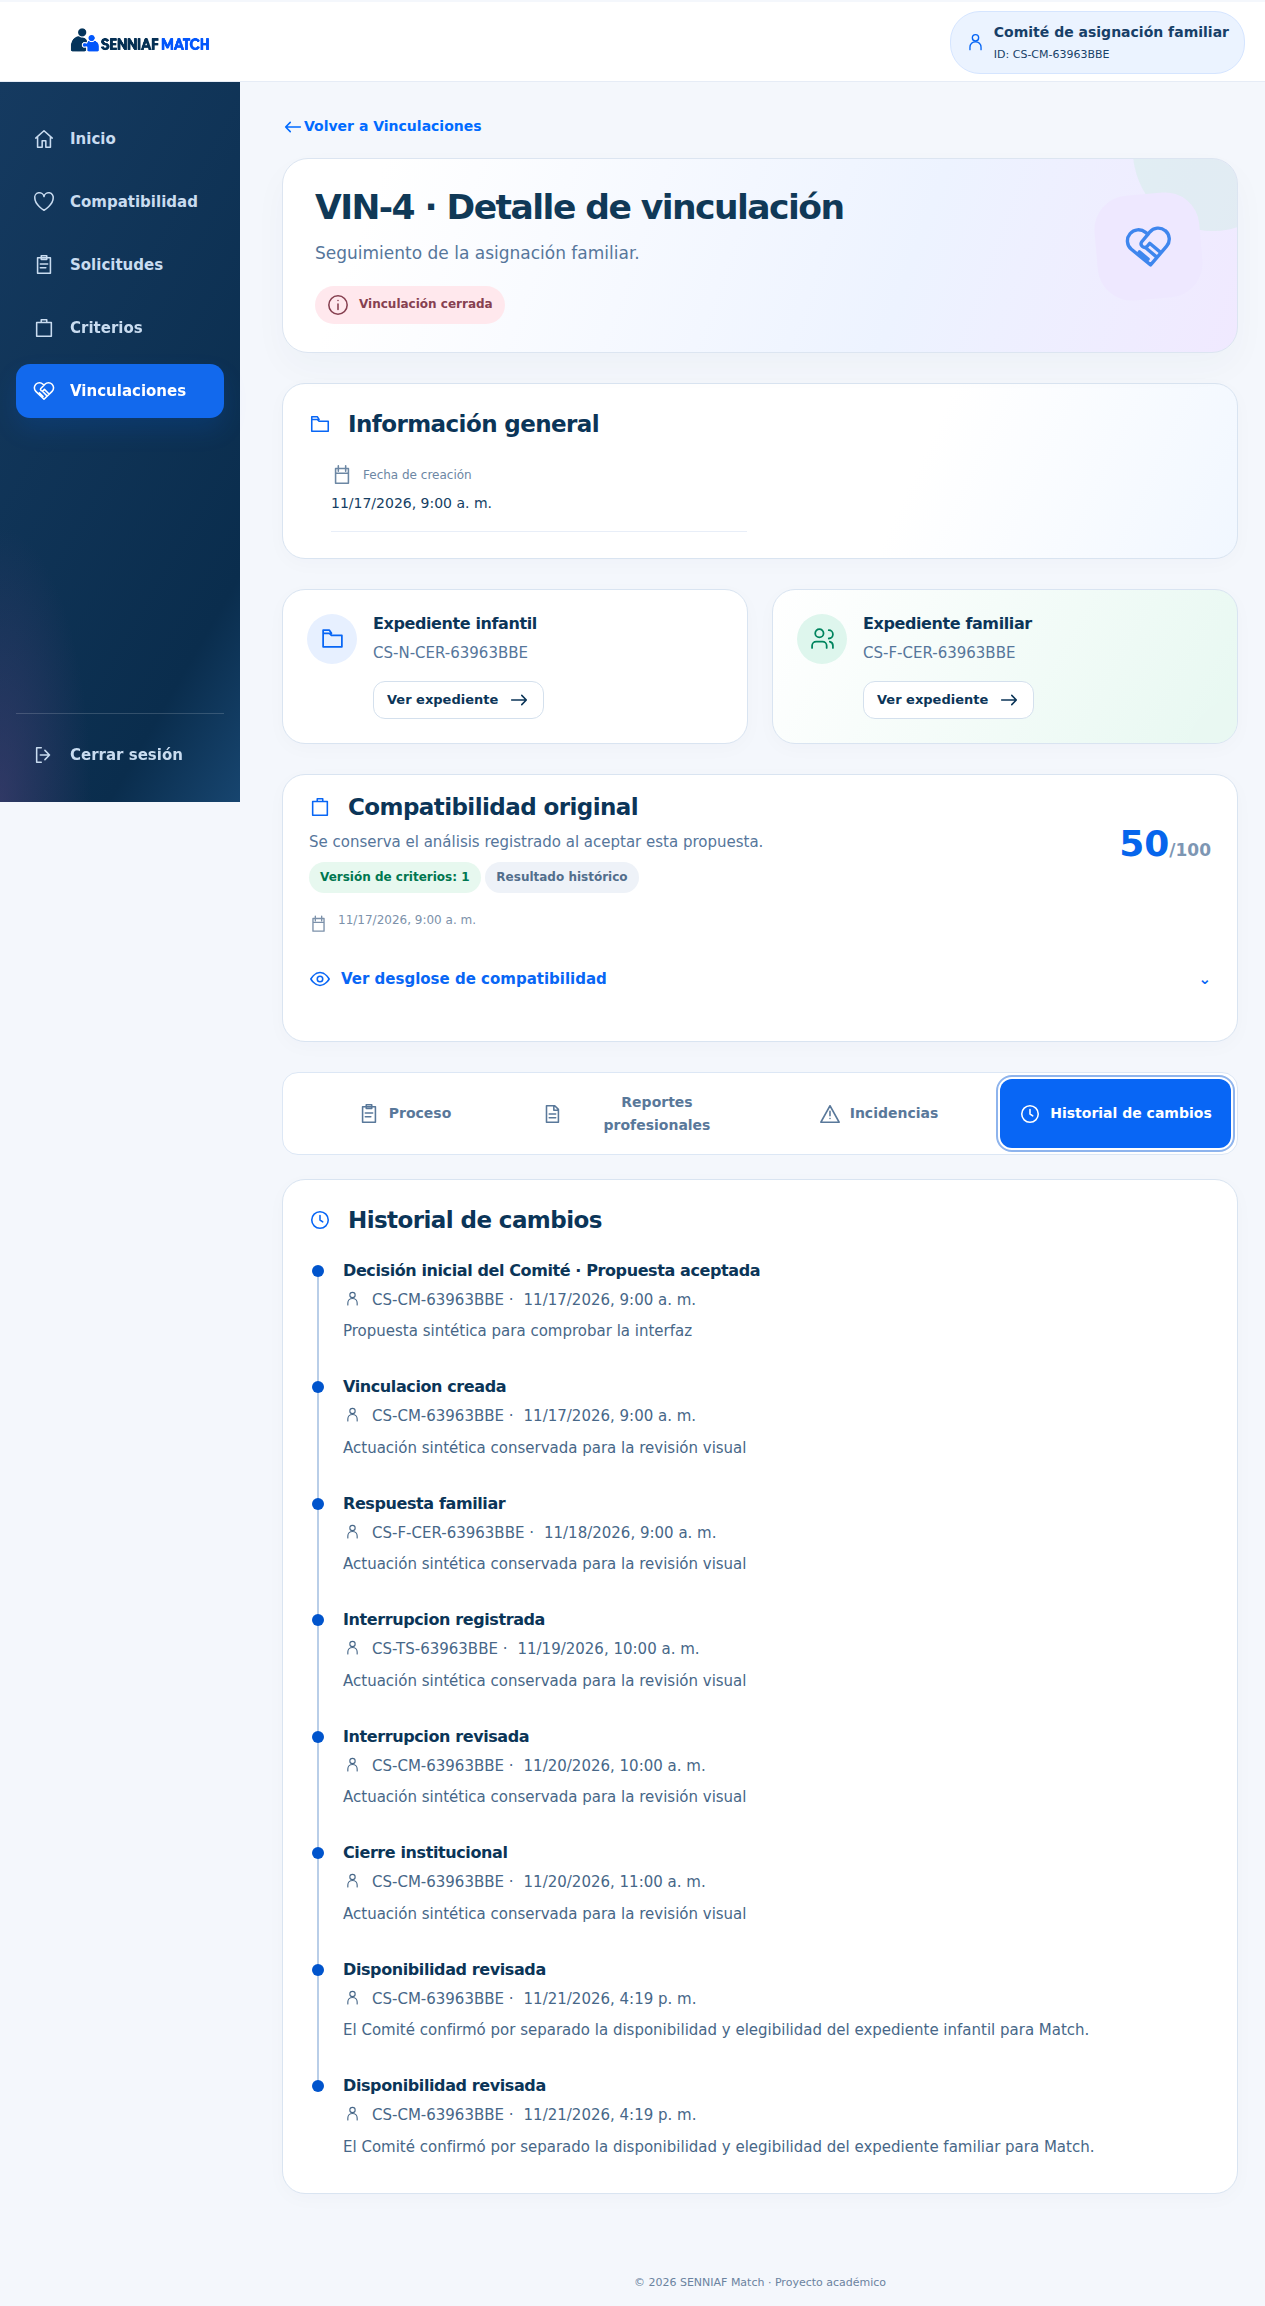 SENNIAF MATCH
Comité de asignación familiar
ID: CS-CM-63963BBE
Inicio
Compatibilidad
Solicitudes
Criterios
Vinculaciones
Cerrar sesión
Volver a Vinculaciones
VIN-4 · Detalle de vinculación
Seguimiento de la asignación familiar.
Vinculación cerrada
Información general
Fecha de creación
11/17/2026, 9:00 a. m.
Expediente infantil
CS-N-CER-63963BBE
Ver expediente
Expediente familiar
CS-F-CER-63963BBE
Ver expediente
Compatibilidad original
Se conserva el análisis registrado al aceptar esta propuesta.
50/100
Versión de criterios: 1
Resultado histórico
11/17/2026, 9:00 a. m.
Ver desglose de compatibilidad
Proceso
Reportes
profesionales
Incidencias
Historial de cambios
Historial de cambios
Decisión inicial del Comité · Propuesta aceptada
CS-CM-63963BBE · 11/17/2026, 9:00 a. m.
Propuesta sintética para comprobar la interfaz
Vinculacion creada
CS-CM-63963BBE · 11/17/2026, 9:00 a. m.
Actuación sintética conservada para la revisión visual
Respuesta familiar
CS-F-CER-63963BBE · 11/18/2026, 9:00 a. m.
Actuación sintética conservada para la revisión visual
Interrupcion registrada
CS-TS-63963BBE · 11/19/2026, 10:00 a. m.
Actuación sintética conservada para la revisión visual
Interrupcion revisada
CS-CM-63963BBE · 11/20/2026, 10:00 a. m.
Actuación sintética conservada para la revisión visual
Cierre institucional
CS-CM-63963BBE · 11/20/2026, 11:00 a. m.
Actuación sintética conservada para la revisión visual
Disponibilidad revisada
CS-CM-63963BBE · 11/21/2026, 4:19 p. m.
El Comité confirmó por separado la disponibilidad y elegibilidad del expediente infantil para Match.
Disponibilidad revisada
CS-CM-63963BBE · 11/21/2026, 4:19 p. m.
El Comité confirmó por separado la disponibilidad y elegibilidad del expediente familiar para Match.
© 2026 SENNIAF Match · Proyecto académico